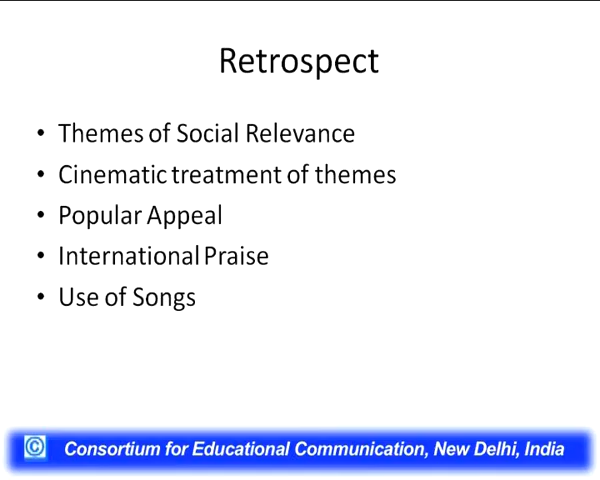 Retrospect
• Themes of Social Relevance
• Cinematic treatment of themes
• Popular Appeal
• International Praise
• Use of Songs
© Consortium for Educational Communication, New Delhi, India